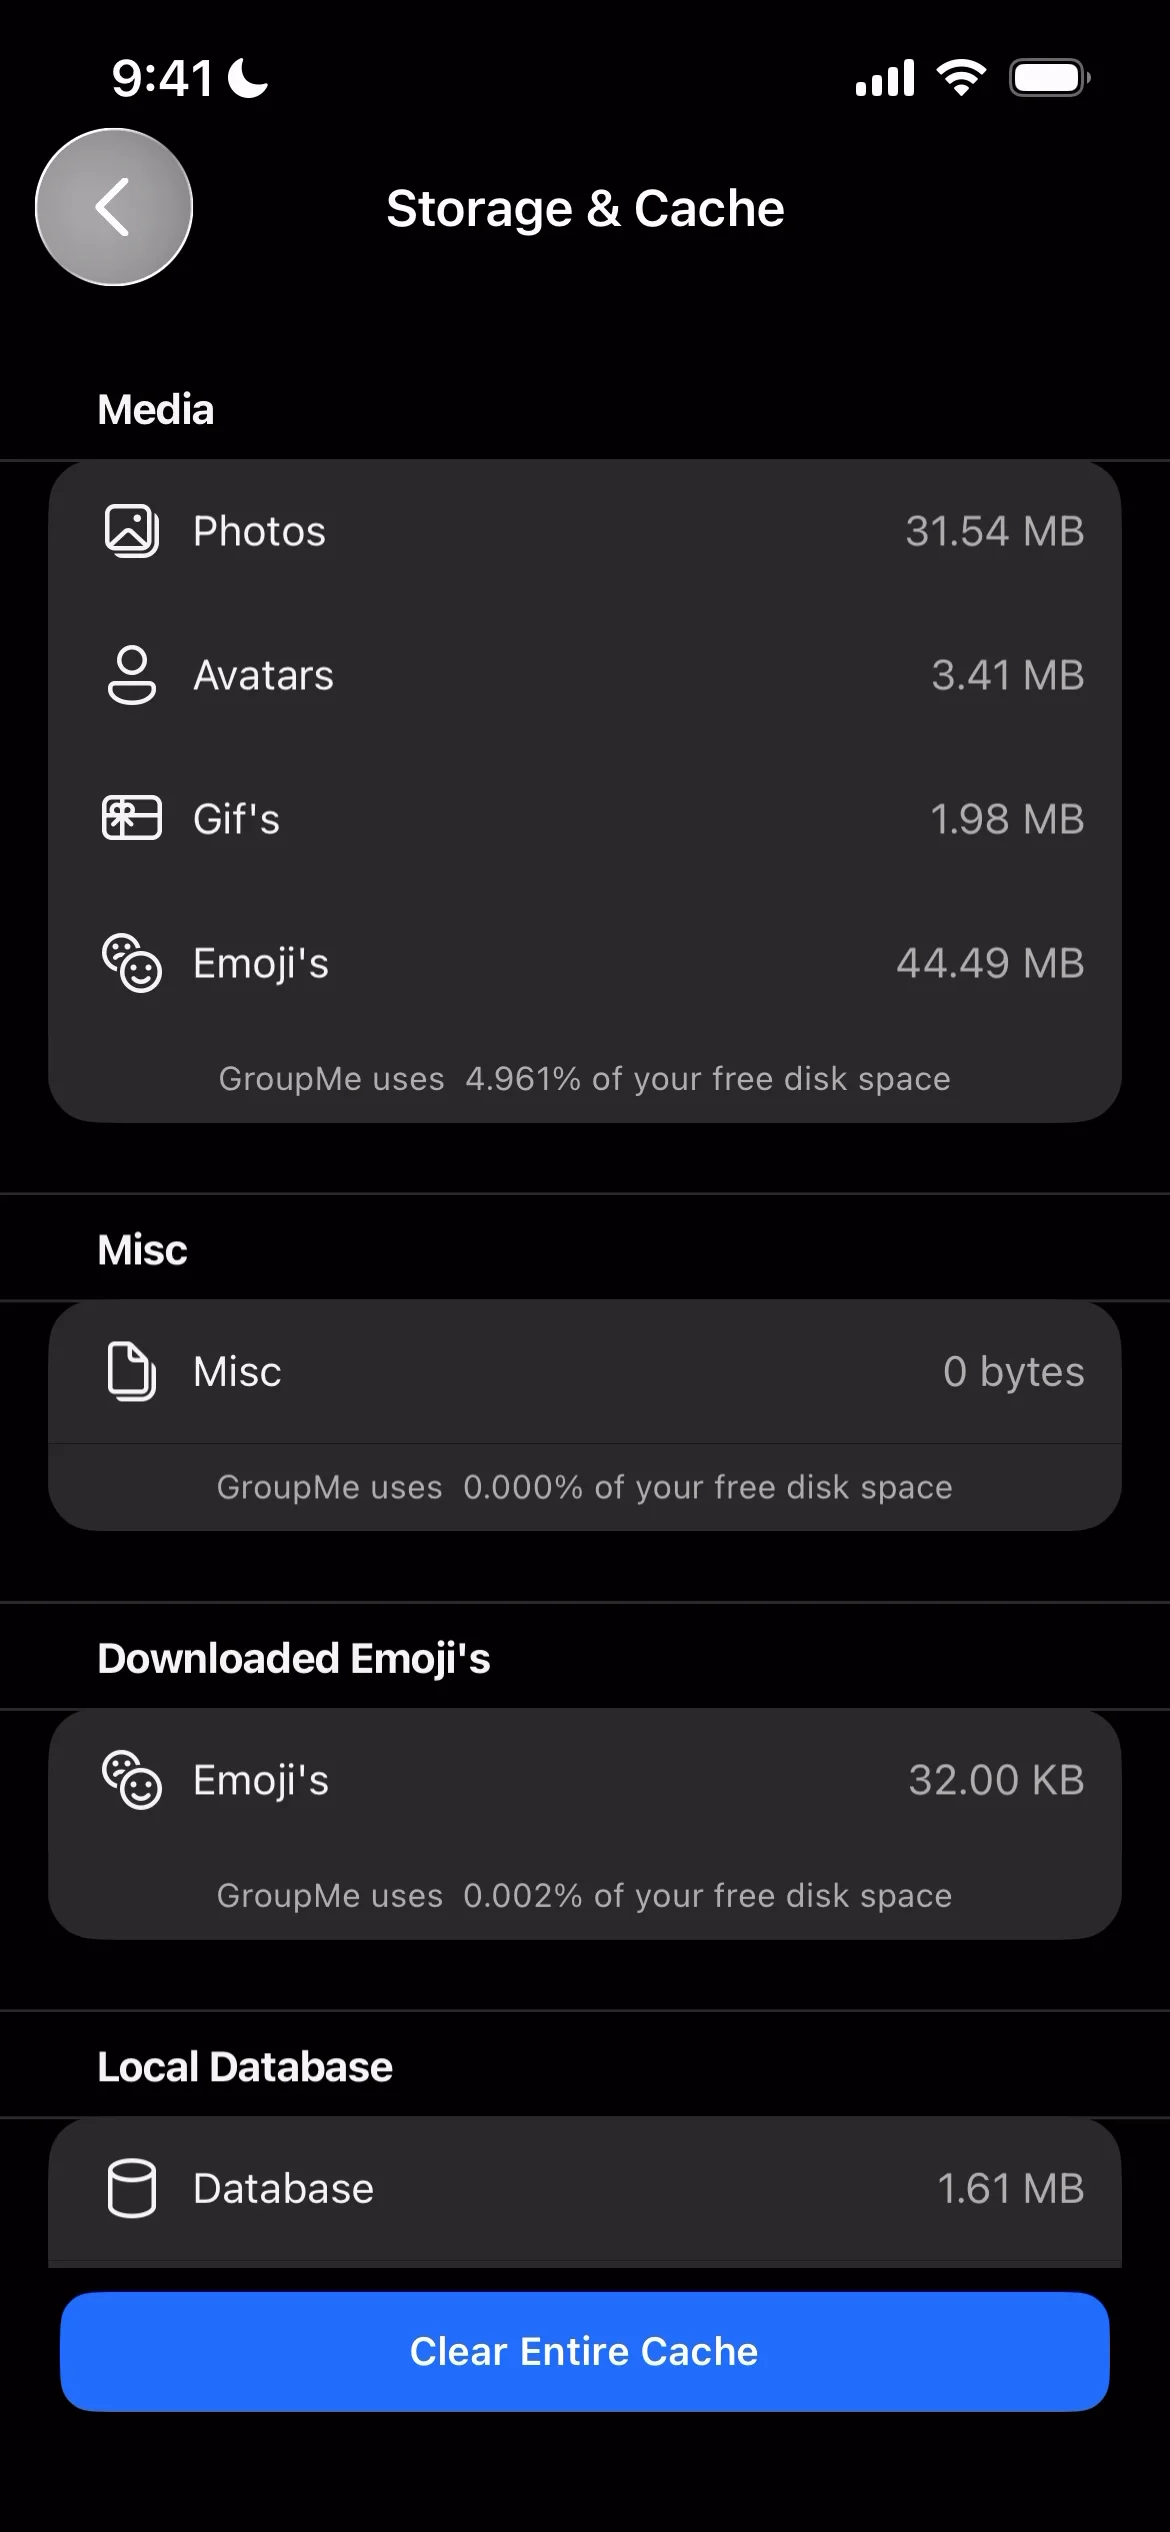 9:41
Storage & Cache
Media
Photos 31.54 MB
Avatars 3.41 MB
Gif's 1.98 MB
Emoji's 44.49 MB
GroupMe uses  4.961% of your free disk space
Misc
Misc 0 bytes
GroupMe uses  0.000% of your free disk space
Downloaded Emoji's
Emoji's 32.00 KB
GroupMe uses  0.002% of your free disk space
Local Database
Database 1.61 MB
Clear Entire Cache